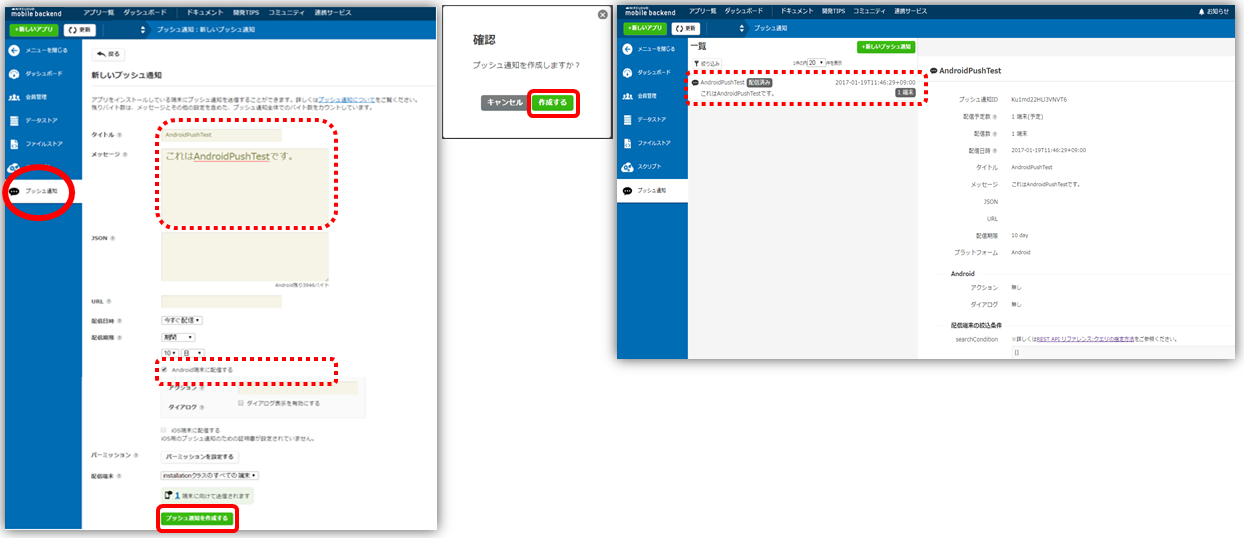 mobile backend
アプリ一覧 ダッシュボード ドキュメント 開発TIPS コミュニティ 連携サービス
+新しいアプリ
更新
プッシュ通知:新しいプッシュ通知
メニューを閉じる
ダッシュボード
会員管理
データストア
ファイルストア
プッシュ通知
戻る
新しいプッシュ通知
アプリをインストールしている端末にプッシュ通知を送信することができます。詳しくはプッシュ通知についてをご覧ください。
残りバイト数は、メッセージとその他の設定を含めた、プッシュ通知全体でのバイト数をカウントしています。
タイトル
AndroidPushTest
メッセージ
これはAndroidPushTestです。
JSON
Android残り3946バイト
URL
配信日時
今すぐ配信
配信期限
期間
10 日
Android端末に配信する
アクション
ダイアログ
ダイアログ表示を有効にする
iOS端末に配信する
iOS用のプッシュ通知のための証明書が設定されていません。
パーミッション
パーミッションを設定する
配信端末
installationクラスのすべての端末
1 端末に向けて送信されます
プッシュ通知を作成する
確認
プッシュ通知を作成しますか?
キャンセル
作成する
mobile backend
アプリ一覧 ダッシュボード ドキュメント 開発TIPS コミュニティ 連携サービス
お知らせ
+新しいアプリ
更新
プッシュ通知
メニューを閉じる
ダッシュボード
会員管理
データストア
ファイルストア
スクリプト
プッシュ通知
一覧
+新しいプッシュ通知
絞り込み
1件の内 20 件を表示
AndroidPushTest 配信済み 2017-01-19T11:46:29+09:00
これはAndroidPushTestです。
1 端末
AndroidPushTest
プッシュ通知ID Ku1md22HLI3VNVT6
配信予定数 1 端末(予定)
配信数 1 端末
配信日時 2017-01-19T11:46:29+09:00
タイトル AndroidPushTest
メッセージ これはAndroidPushTestです。
JSON
URL
配信期限 10 day
プラットフォーム Android
Android
アクション 無し
ダイアログ 無し
配信端末の絞込条件
searchCondition ※詳しくはREST API リファレンス:クエリの指定方法をご参照ください。
[]